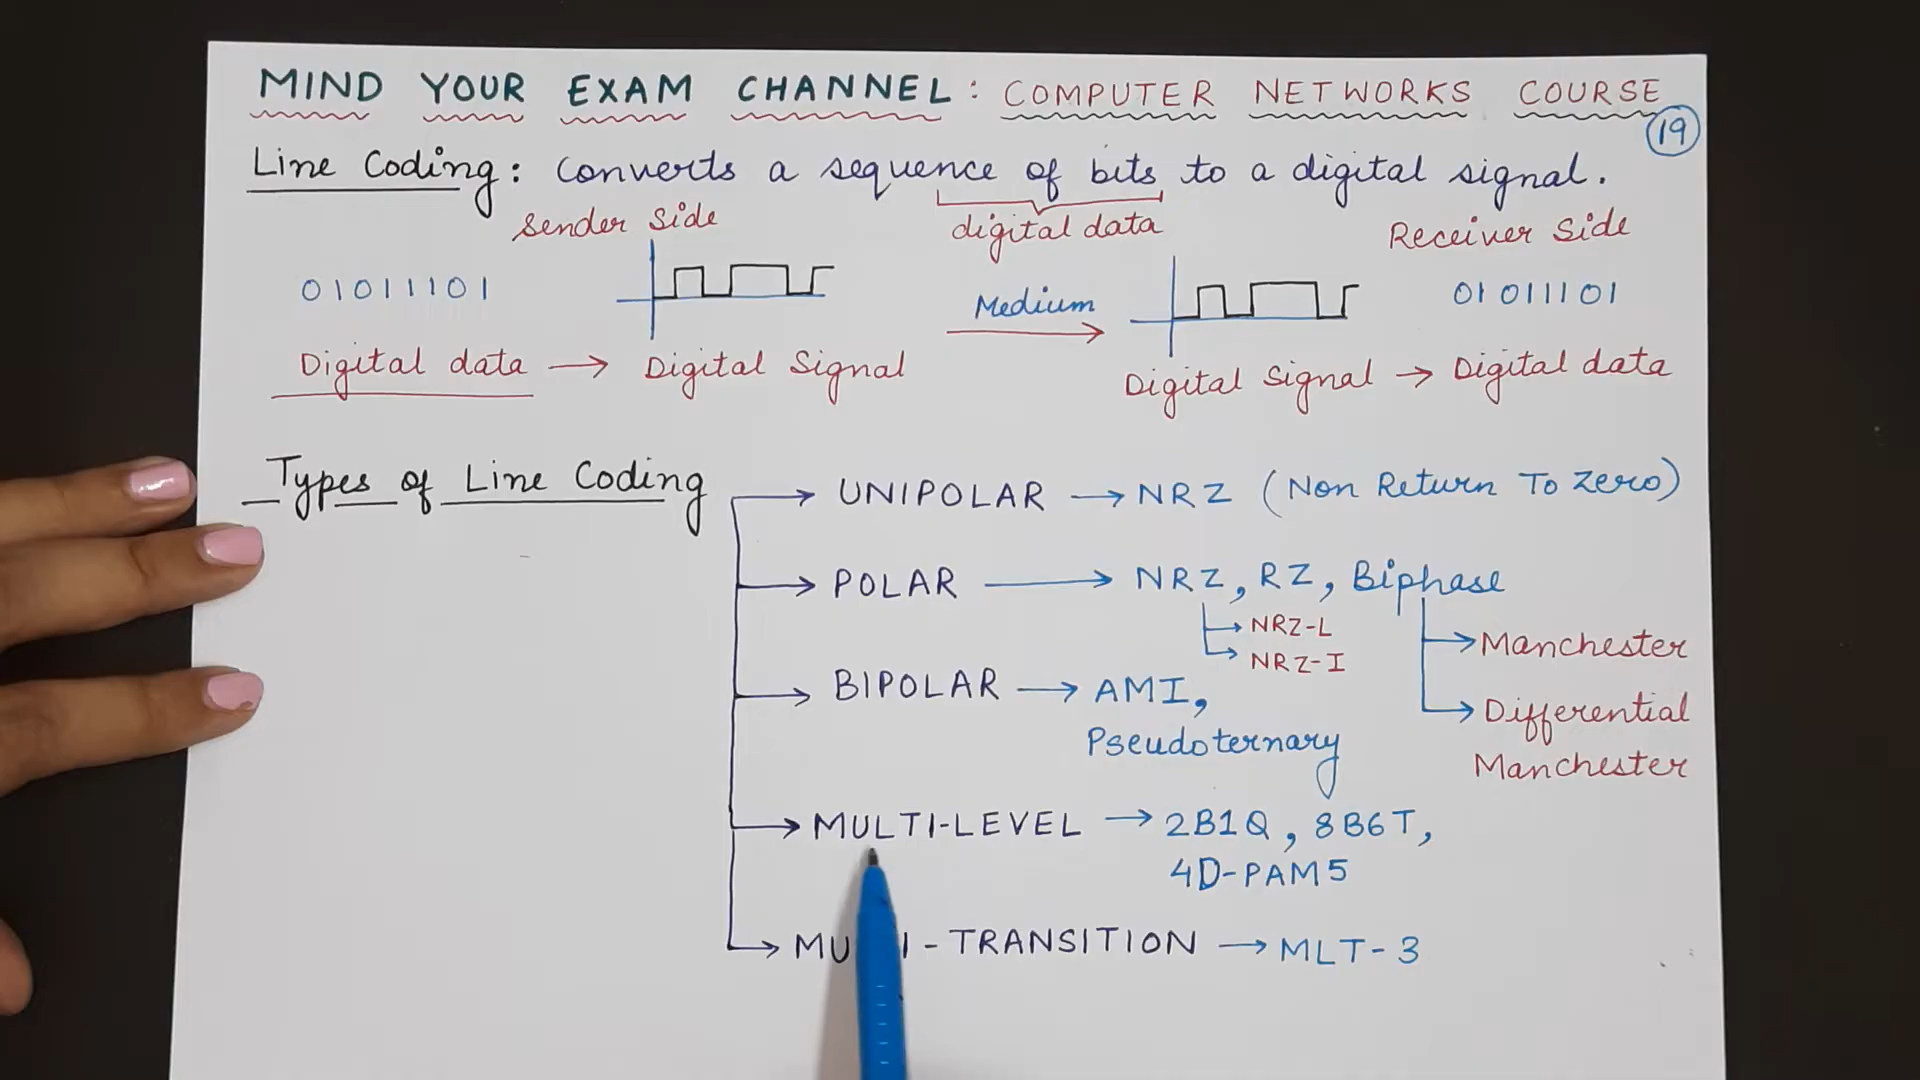 MIND YOUR EXAM CHANNEL: COMPUTER NETWORKS COURSE
19
Line Coding: Converts a sequence of bits to a digital signal.
digital data
Sender Side
Receiver Side
01011101
Medium
01011101
Digital data → Digital Signal
Digital Signal → Digital data
Types of Line Coding
→ UNIPOLAR → NRZ (Non Return To Zero)
→ POLAR → NRZ, RZ, Biphase
→ NRZ-L
→ NRZ-I
→ Manchester
→ Differential
Manchester
→ BIPOLAR → AMI,
Pseudoternary
→ MULTI-LEVEL → 2B1Q, 8B6T,
4D-PAM5
→ - TRANSITION → MLT-3